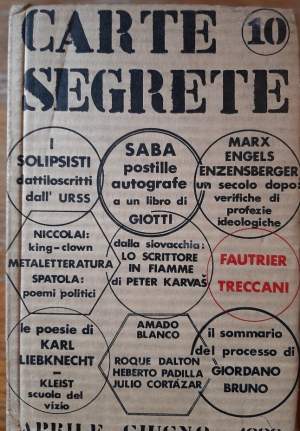 CARTE 10
SEGRETE
I
SOLIPSISTI
dattiloscritti
dall' URSS
SABA
postille
autografe
a un libro di
GIOTTI
MARX
ENGELS
ENZENSBERGER
un secolo dopo:
verifiche di
profezie
ideologiche
NICCOLAI:
king-clown
METALETTERATURA
SPATOLA:
poemi politici
dalla slovacchia:
LO SCRITTORE
IN FIAMME
di PETER KARVAŠ
FAUTRIER
TRECCANI
le poesie di
KARL
LIEBKNECHT
–
KLEIST
scuola del
vizio
AMADO
BLANCO
ROQUE DALTON
HEBERTO PADILLA
JULIO CORTÁZAR
il sommario
del processo di
GIORDANO
BRUNO
APRILE GIUGNO